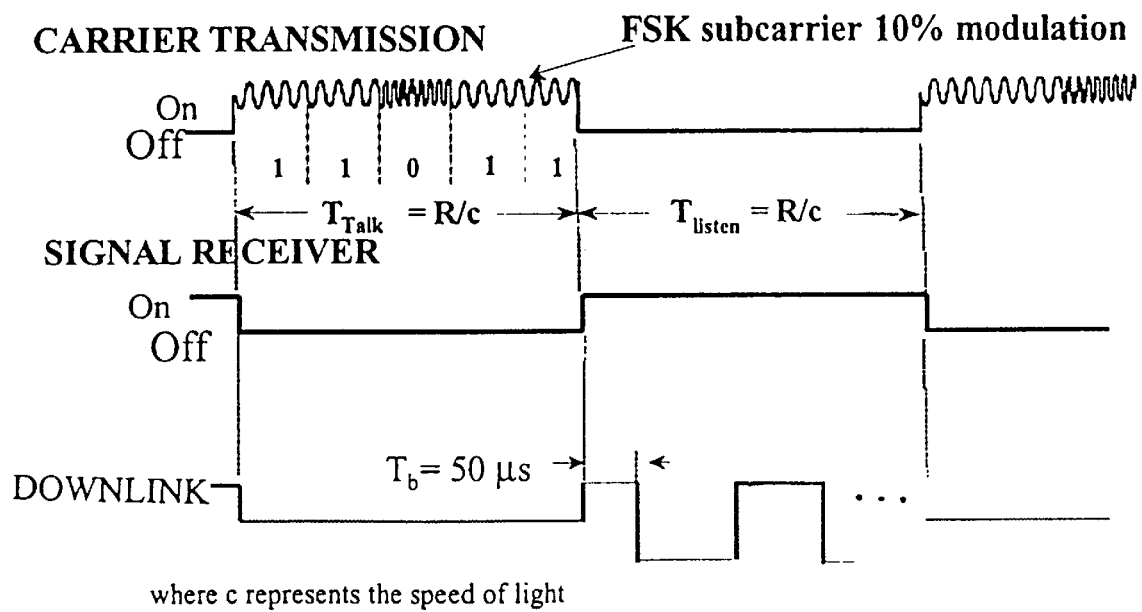 CARRIER TRANSMISSION
FSK subcarrier 10% modulation
On
Off
1 1 0 1 1
T_Talk = R/c
T_listen = R/c
SIGNAL RECEIVER
On
Off
T_b = 50 μs
DOWNLINK
...
where c represents the speed of light